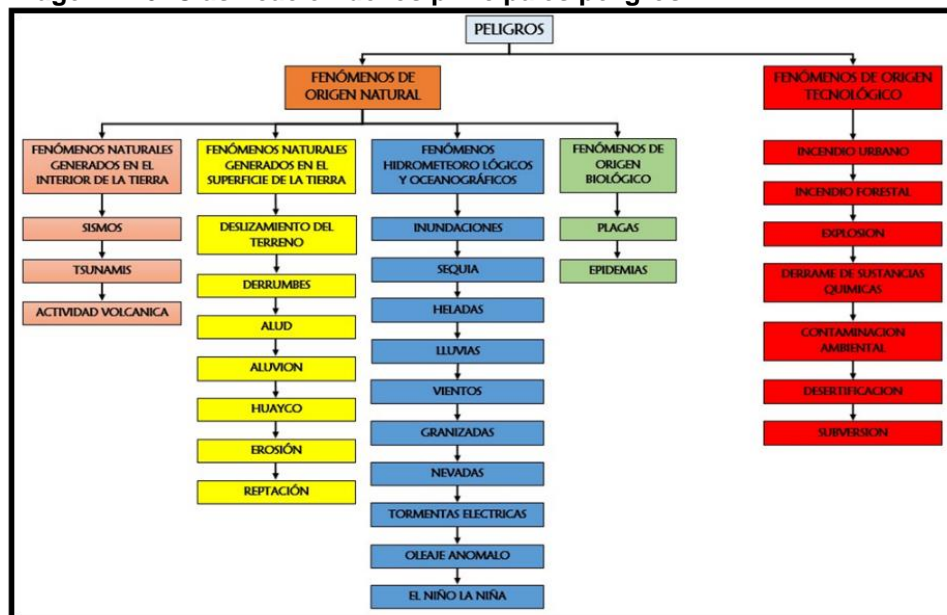 PELIGROS
FENÓMENOS DE
ORIGEN NATURAL
FENÓMENOS DE ORIGEN
TECNOLÓGICO
FENÓMENOS NATURALES
GENERADOS EN EL
INTERIOR DE LA TIERRA
FENÓMENOS NATURALES
GENERADOS EN EL
SUPERFICIE DE LA TIERRA
FENÓMENOS
HIDROMETEORO LÓGICOS
Y OCEANOGRÁFICOS
FENÓMENOS DE
ORIGEN
BIOLÓGICO
SISMOS
TSUNAMIS
ACTIVIDAD VOLCANICA
DESLIZAMIENTO DEL
TERRENO
DERRUMBES
ALUD
ALUVION
HUAYCO
EROSIÓN
REPTACIÓN
INUNDACIONES
SEQUIA
HELADAS
LLUVIAS
VIENTOS
GRANIZADAS
NEVADAS
TORMENTAS ELECTRICAS
OLEAJE ANOMALO
EL NIÑO LA NIÑA
PLAGAS
EPIDEMIAS
INCENDIO URBANO
INCENDIO FORESTAL
EXPLOSION
DERRAME DE SUSTANCIAS
QUIMICAS
CONTAMINACION
AMBIENTAL
DESERTIFICACION
SUBVERSION